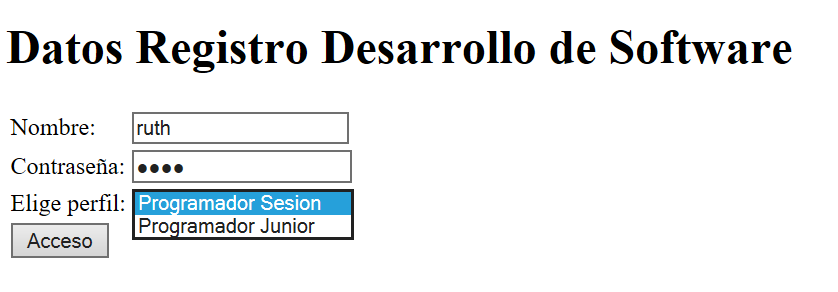 Datos Registro Desarrollo de Software
Nombre: ruth
Contraseña: ●●●●
Elige perfil: Programador Sesion
Programador Junior
Acceso